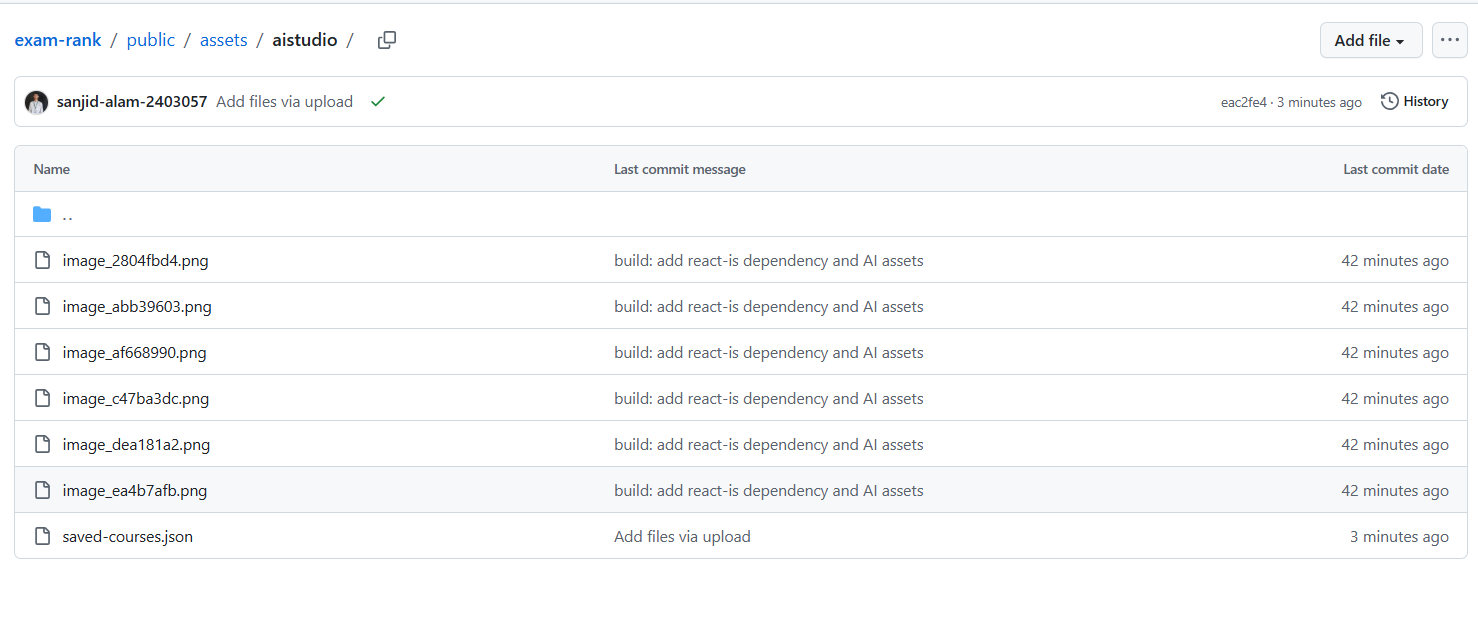 exam-rank / public / assets / aistudio /
Add file
sanjid-alam-2403057 Add files via upload
eac2fe4 · 3 minutes ago
History
Name Last commit message Last commit date
..
image_2804fbd4.png build: add react-is dependency and AI assets 42 minutes ago
image_abb39603.png build: add react-is dependency and AI assets 42 minutes ago
image_af668990.png build: add react-is dependency and AI assets 42 minutes ago
image_c47ba3dc.png build: add react-is dependency and AI assets 42 minutes ago
image_dea181a2.png build: add react-is dependency and AI assets 42 minutes ago
image_ea4b7afb.png build: add react-is dependency and AI assets 42 minutes ago
saved-courses.json Add files via upload 3 minutes ago